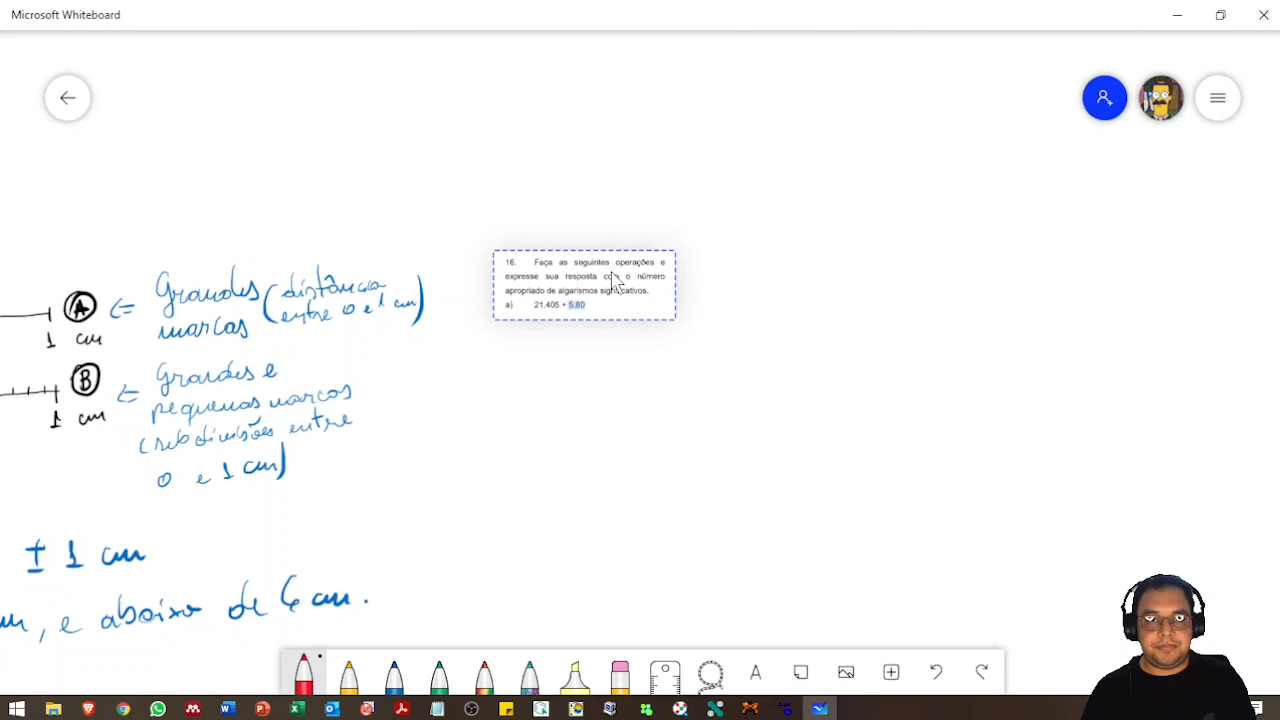 Microsoft Whiteboard
A
⇐
Grandes
marcas
(distância
entre 0 e 1 cm)
1 cm
B
⇐
Grandes e
pequenas marcas
(subdivisões entre
0 e 1 cm)
1 cm
± 1 cm
, e abaixo de 6 cm.
16. Faça as seguintes operações e
expresse sua resposta com o número
apropriado de algarismos significativos.
a) 21,405 + 5,80
A